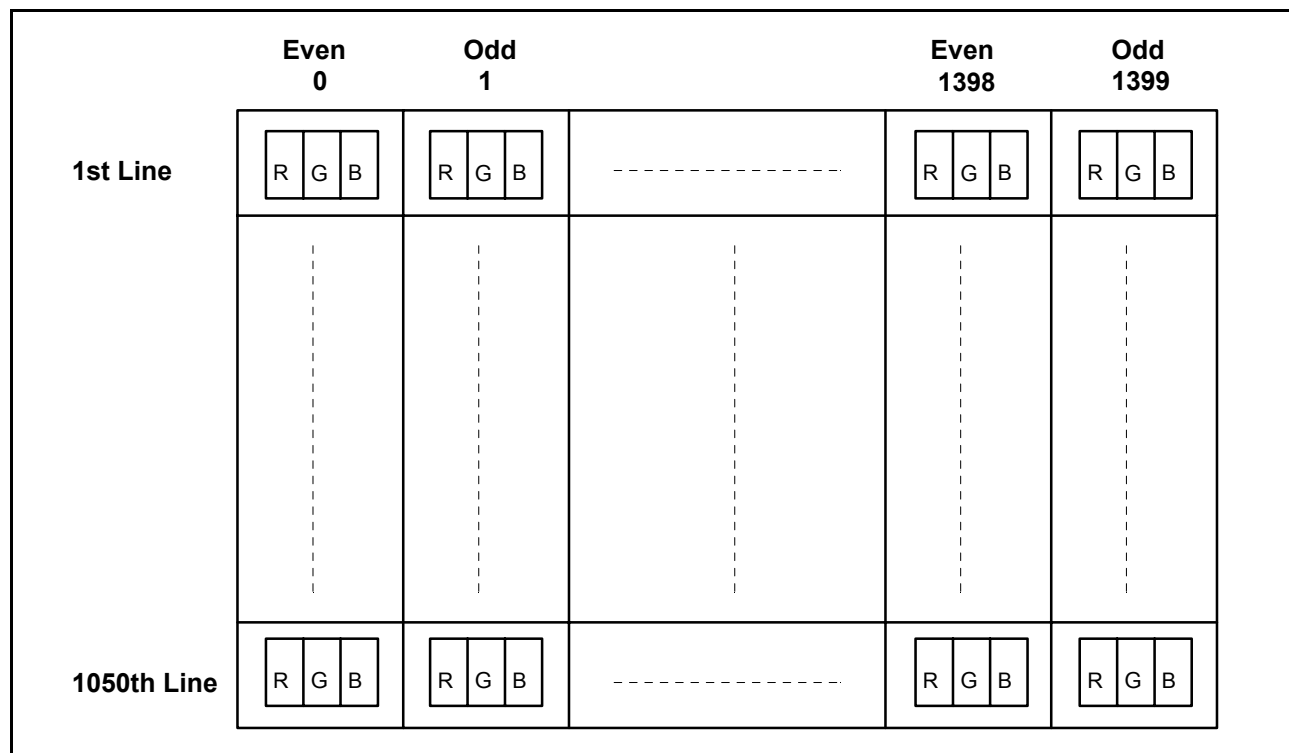 Even Odd Even Odd
0 1 1398 1399
1st Line R G B R G B R G B R G B
1050th Line R G B R G B R G B R G B